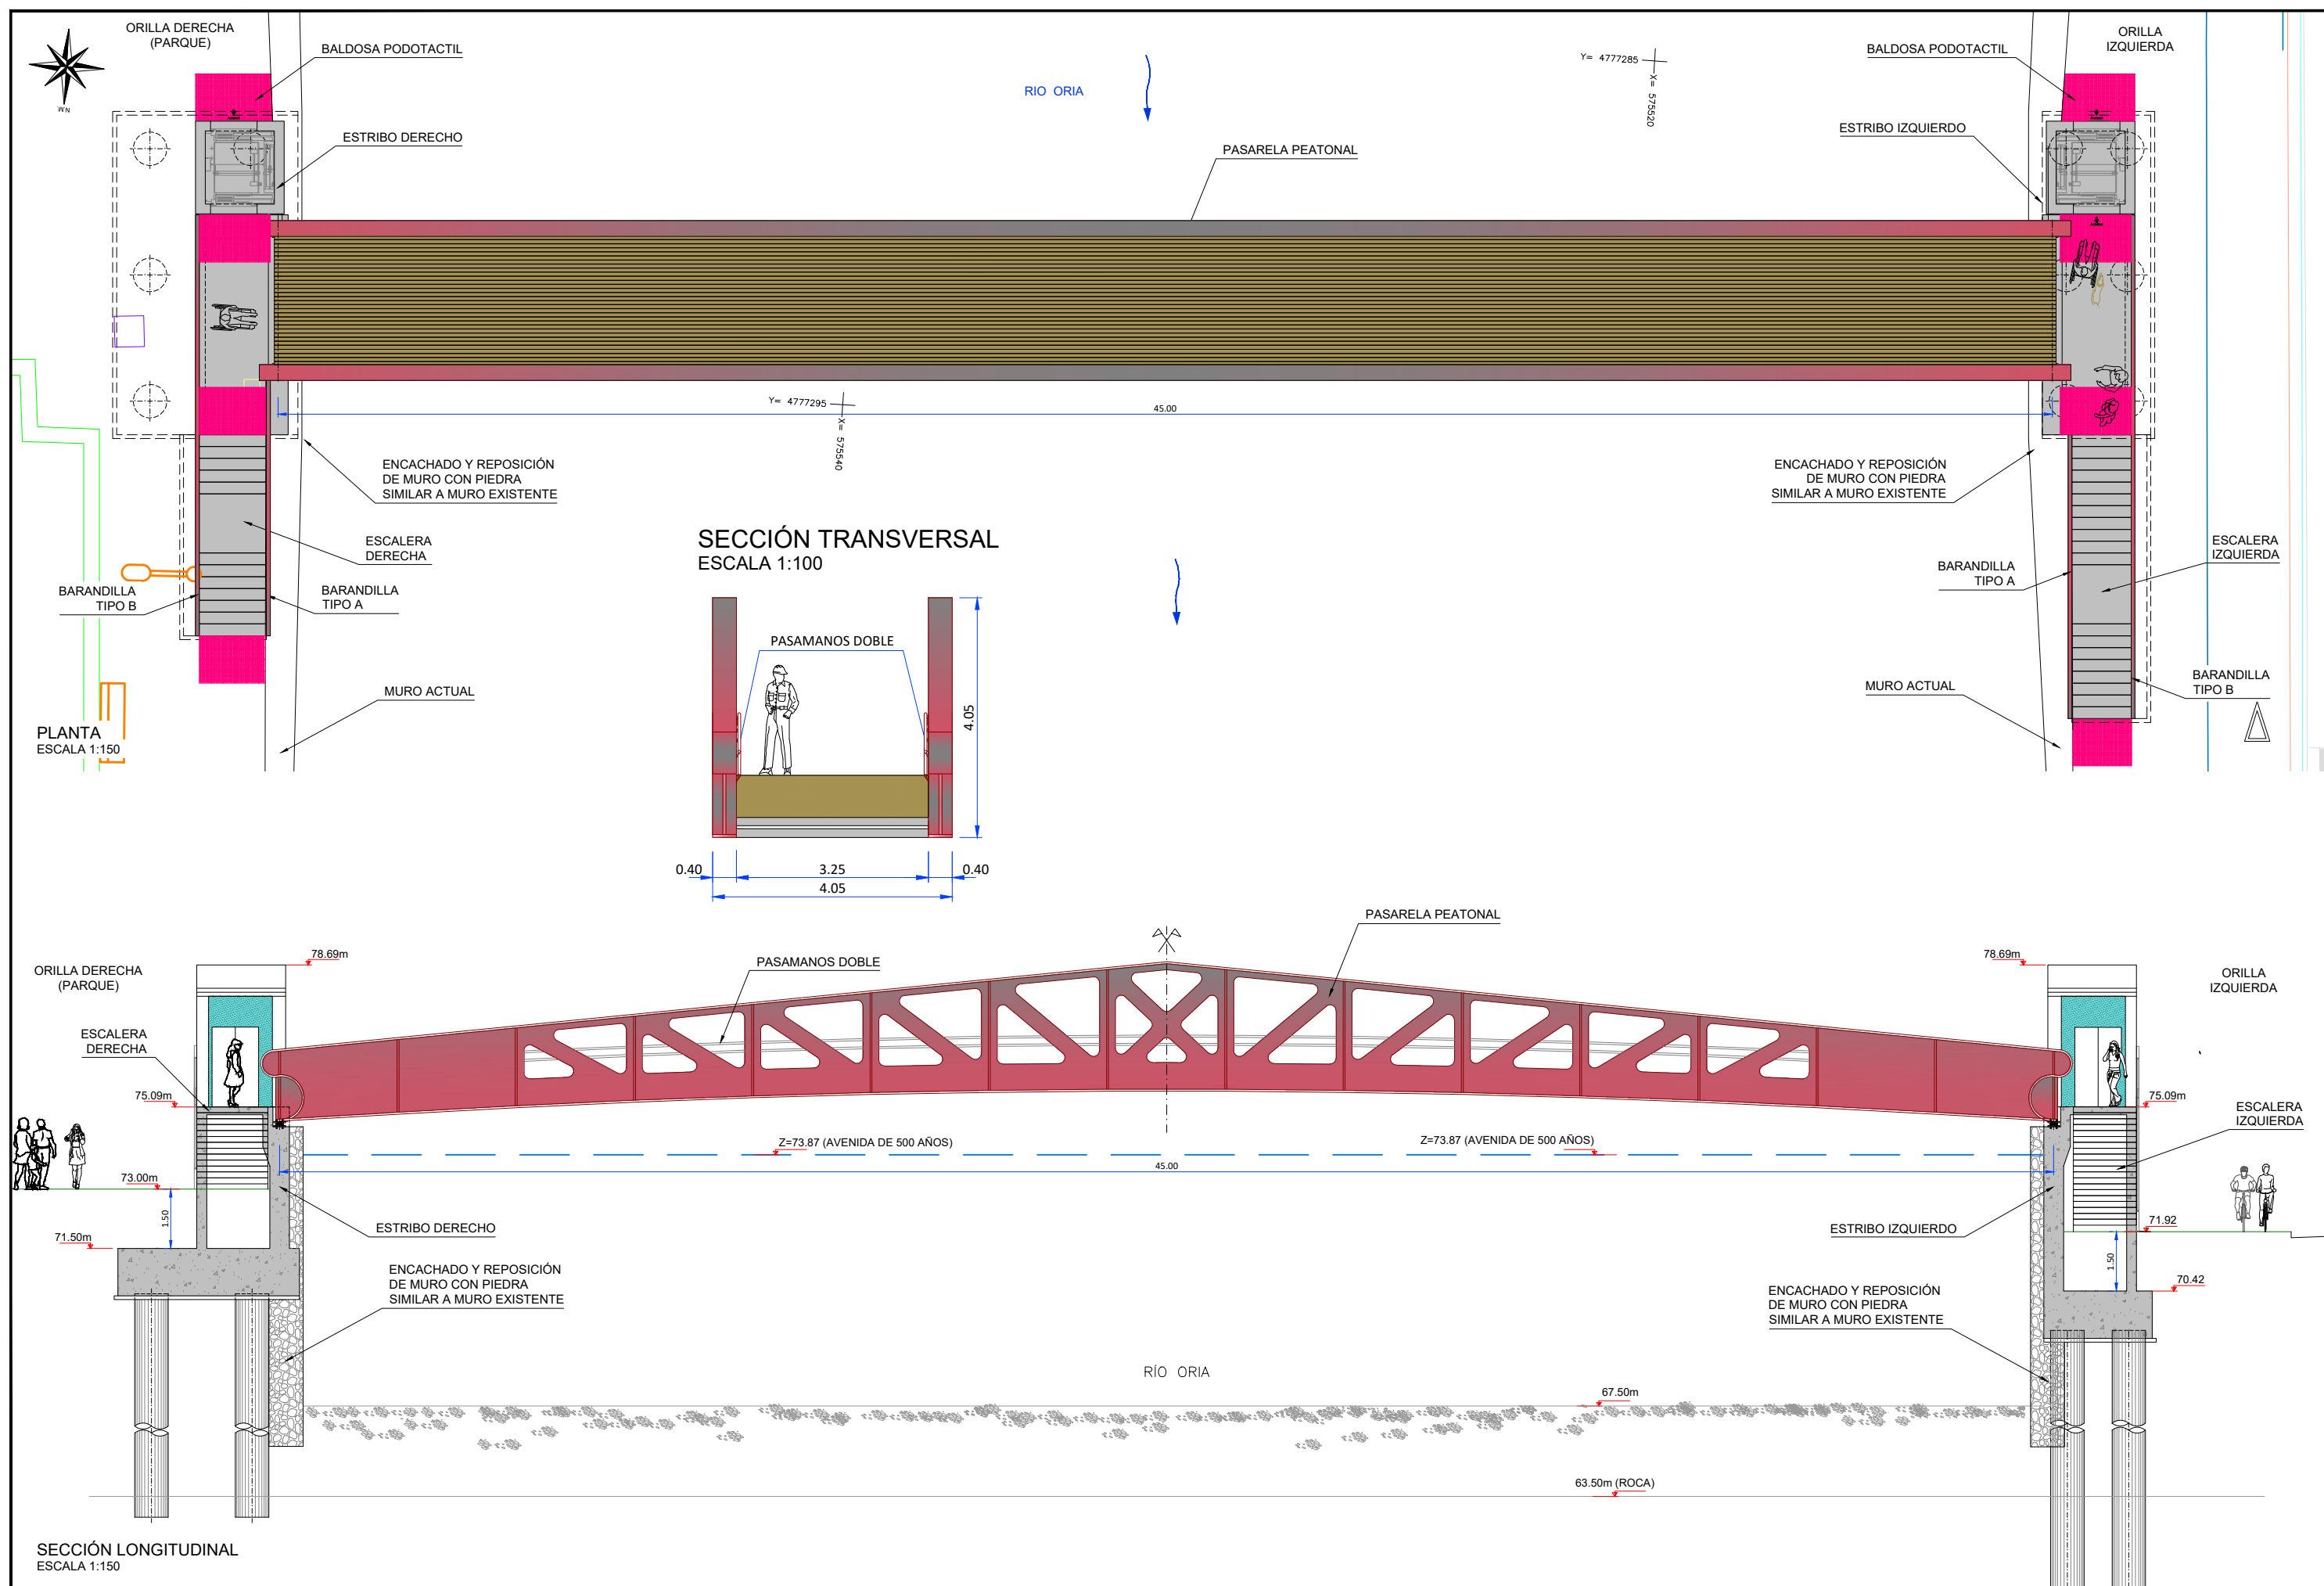 ORILLA DERECHA
(PARQUE)
BALDOSA PODOTACTIL
ESTRIBO DERECHO
RIO ORIA
Y= 4777285
X= 575520
PASARELA PEATONAL
BALDOSA PODOTACTIL
ORILLA
IZQUIERDA
ESTRIBO IZQUIERDO
Y= 4777295
X= 575540
45.00
ENCACHADO Y REPOSICIÓN
DE MURO CON PIEDRA
SIMILAR A MURO EXISTENTE
ENCACHADO Y REPOSICIÓN
DE MURO CON PIEDRA
SIMILAR A MURO EXISTENTE
ESCALERA
DERECHA
BARANDILLA
TIPO B
BARANDILLA
TIPO A
MURO ACTUAL
ESCALERA
IZQUIERDA
BARANDILLA
TIPO A
BARANDILLA
TIPO B
MURO ACTUAL
PLANTA
ESCALA 1:150
SECCIÓN TRANSVERSAL
ESCALA 1:100
PASAMANOS DOBLE
4.05
0.40
3.25
0.40
4.05
ORILLA DERECHA
(PARQUE)
78.69m
PASAMANOS DOBLE
PASARELA PEATONAL
78.69m
ORILLA
IZQUIERDA
ESCALERA
DERECHA
75.09m
75.09m
ESCALERA
IZQUIERDA
Z=73.87 (AVENIDA DE 500 AÑOS)
Z=73.87 (AVENIDA DE 500 AÑOS)
45.00
73.00m
1.50
71.50m
ESTRIBO DERECHO
ESTRIBO IZQUIERDO
71.92
1.50
70.42
ENCACHADO Y REPOSICIÓN
DE MURO CON PIEDRA
SIMILAR A MURO EXISTENTE
ENCACHADO Y REPOSICIÓN
DE MURO CON PIEDRA
SIMILAR A MURO EXISTENTE
RÍO ORIA
67.50m
63.50m (ROCA)
SECCIÓN LONGITUDINAL
ESCALA 1:150